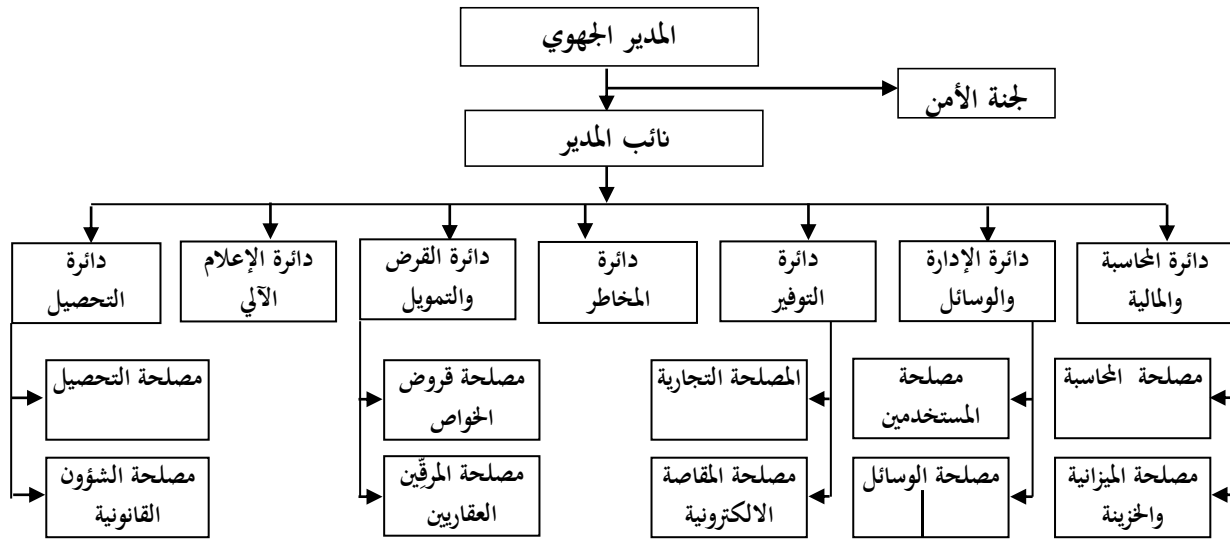 المدير الجهوي
لجنة الأمن
نائب المدير
دائرة المحاسبة
والمالية
دائرة الإدارة
والوسائل
دائرة
التوفير
دائرة
المخاطر
دائرة القرض
والتمويل
دائرة الإعلام
الآلي
دائرة
التحصيل
مصلحة المحاسبة
مصلحة
المستخدمين
المصلحة التجارية
مصلحة قروض
الخواص
مصلحة التحصيل
مصلحة الميزانية
والخزينة
مصلحة الوسائل
مصلحة المقاصة
الالكترونية
مصلحة المرقِّين
العقاريين
مصلحة الشؤون
القانونية